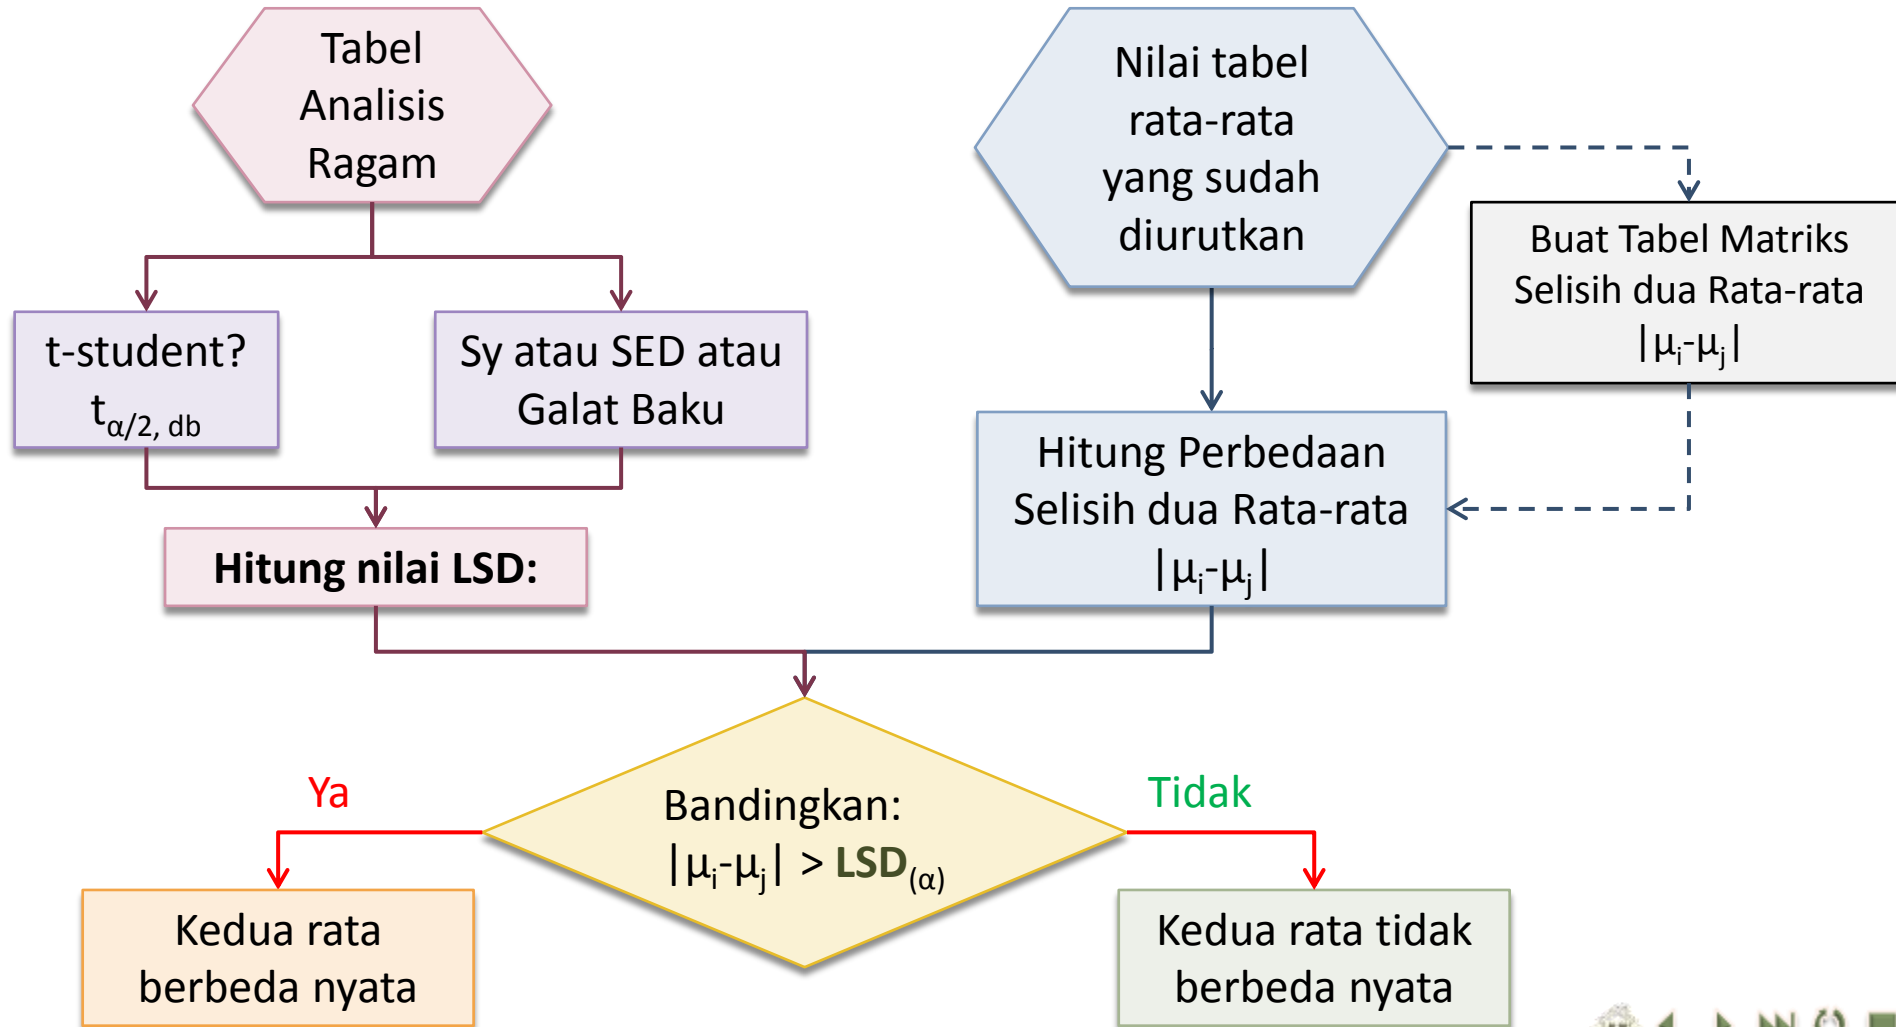 Tabel
Analisis
Ragam
t-student?
t α/2, db
Sy atau SED atau
Galat Baku
Hitung nilai LSD:
Nilai tabel
rata-rata
yang sudah
diurutkan
Buat Tabel Matriks
Selisih dua Rata-rata
|μi-μj|
Hitung Perbedaan
Selisih dua Rata-rata
|μi-μj|
Bandingkan:
|μi-μj| > LSD(α)
Ya
Kedua rata
berbeda nyata
Tidak
Kedua rata tidak
berbeda nyata